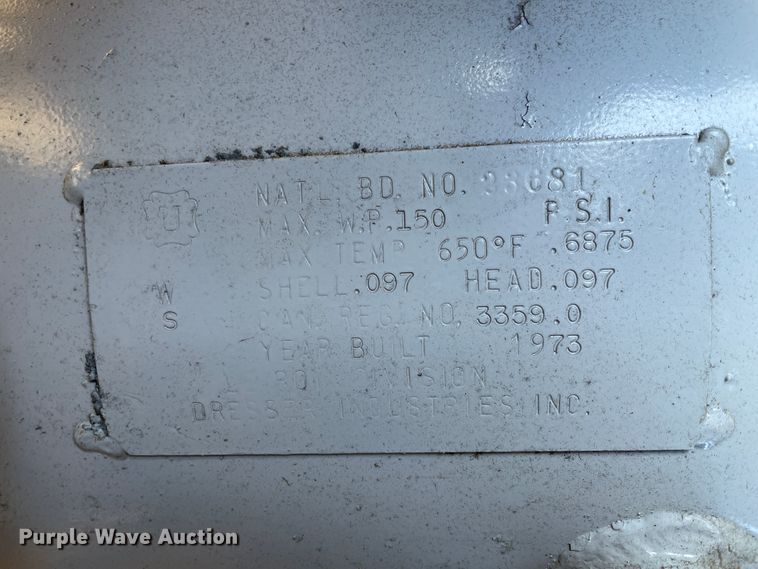 U
NAT'L. BD. NO.
MAX. W.P. 150 P.S.I.
MAX TEMP 650°F .6875
W SHELL .097 HEAD .097
S CAN. REG. NO. 3359.0
YEAR BUILT 1973
INDUSTRIES, INC.
Purple Wave Auction